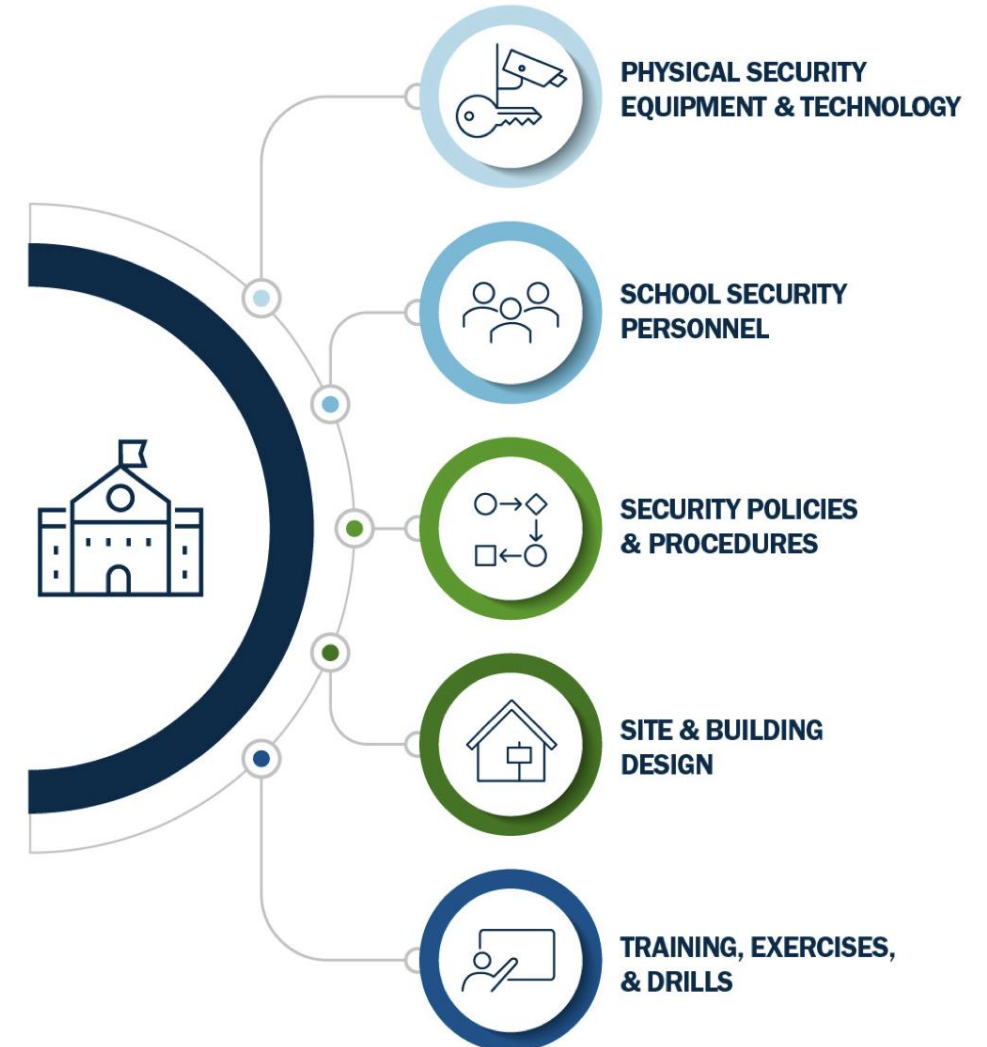 PHYSICAL SECURITY
EQUIPMENT & TECHNOLOGY
SCHOOL SECURITY
PERSONNEL
SECURITY POLICIES
& PROCEDURES
SITE & BUILDING
DESIGN
TRAINING, EXERCISES,
& DRILLS